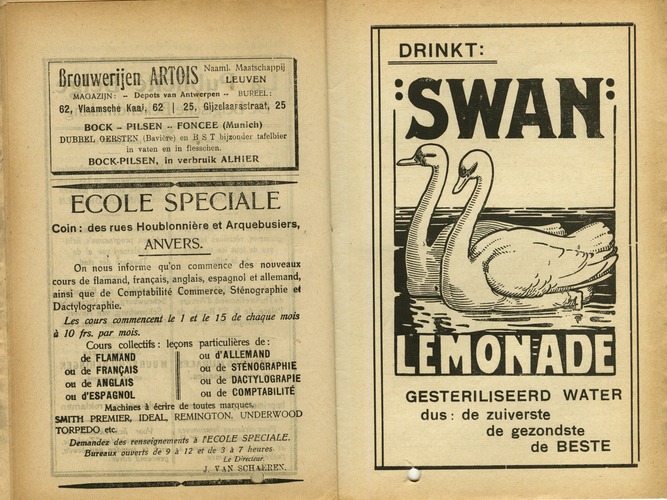 Brouwerijen ARTOIS Naaml. Maatschappij
LEUVEN
MAGAZIJN: - Depots van Antwerpen - BUREEL:
62, Vlaamsche Kaai, 62 || 25, Gijzelaarsstraat, 25
BOCK - PILSEN - FONCEE (Munich)
DUBBEL GERSTEN (Bavière) en B S T bijzonder tafelbier
in vaten en in flesschen.
BOCK-PILSEN, in verbruik ALHIER
ECOLE SPECIALE
Coin: des rues Houblonnière et Arquebusiers,
ANVERS.
On nous informe qu'on commence des nouveaux
cours de flamand, français, anglais, espagnol et allemand,
ainsi que de Comptabilité Commerce, Sténographie et
Dactylographie.
Les cours commencent le 1 et le 15 de chaque mois
à 10 frs. par mois.
Cours collectifs: leçons particulières de:
de FLAMAND ou d'ALLEMAND
ou de FRANÇAIS ou de STÉNOGRAPHIE
ou de ANGLAIS ou de DACTYLOGRAPIE
ou d'ESPAGNOL ou de COMPTABILITÉ
Machines à écrire de toutes marques.
SMITH PREMIER, IDEAL, REMINGTON, UNDERWOOD
TORPEDO etc.
Demandez des renseignements à l'ECOLE SPECIALE.
Bureaux ouverts de 9 à 12 et de 3 à 7 heures
Le Directeur.
J. VAN SCHAEREN.
DRINKT:
:SWAN:
LEMONADE
GESTERILISEERD WATER
dus: de zuiverste
de gezondste
de BESTE